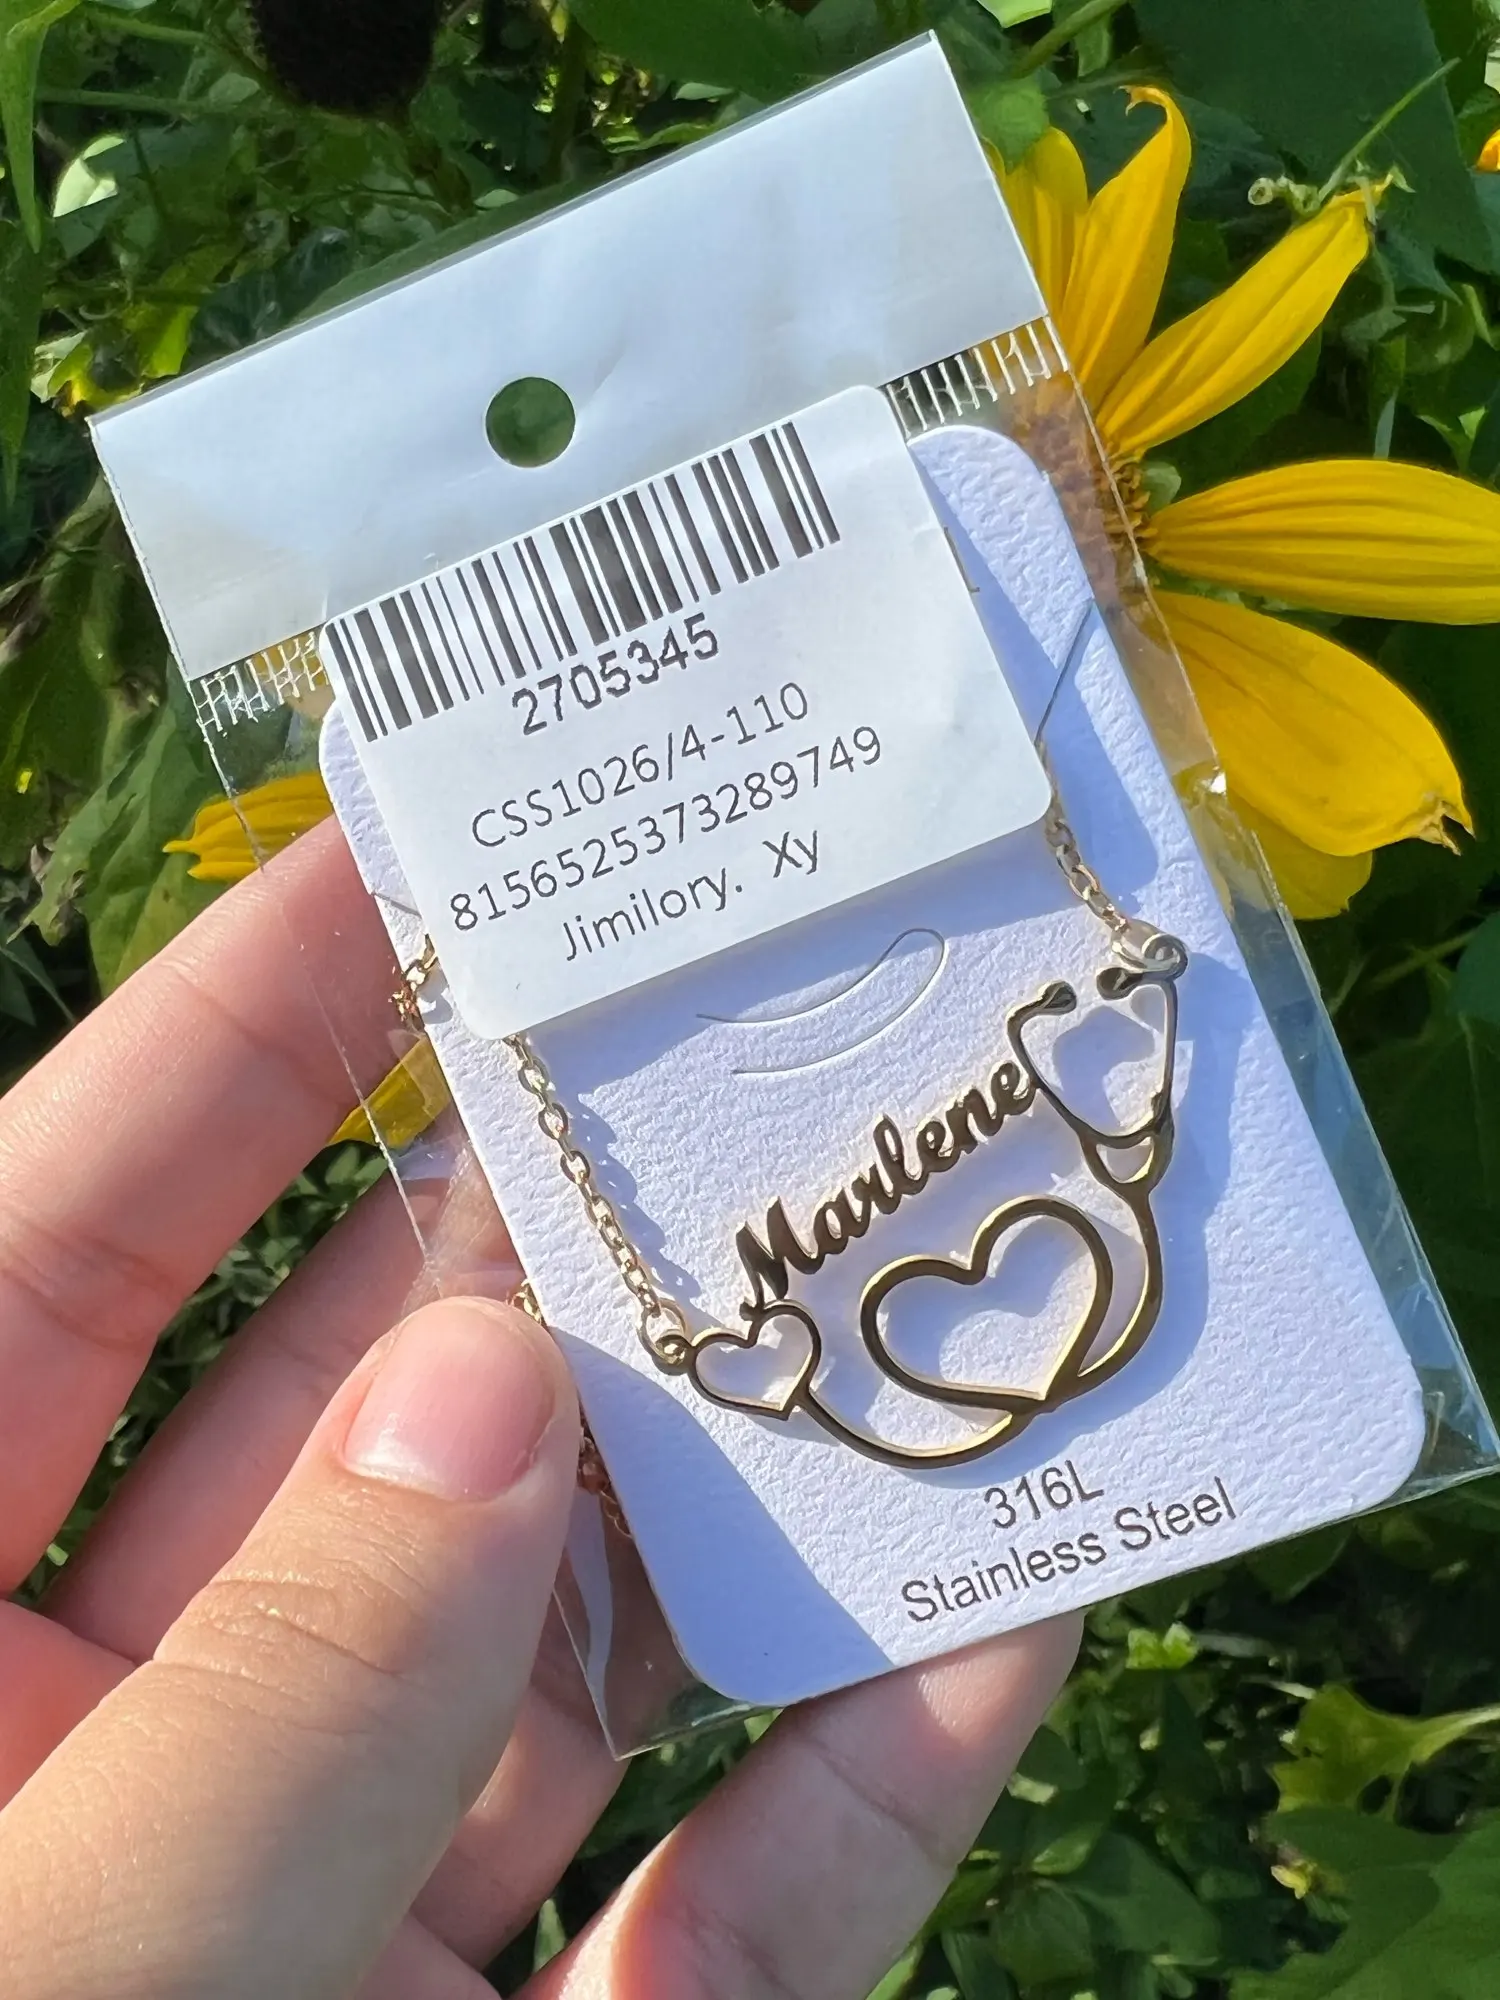 2705345
CSS1026/4-110
8156525373289749
Jimilory. Xy
Marlene
316L
Stainless Steel